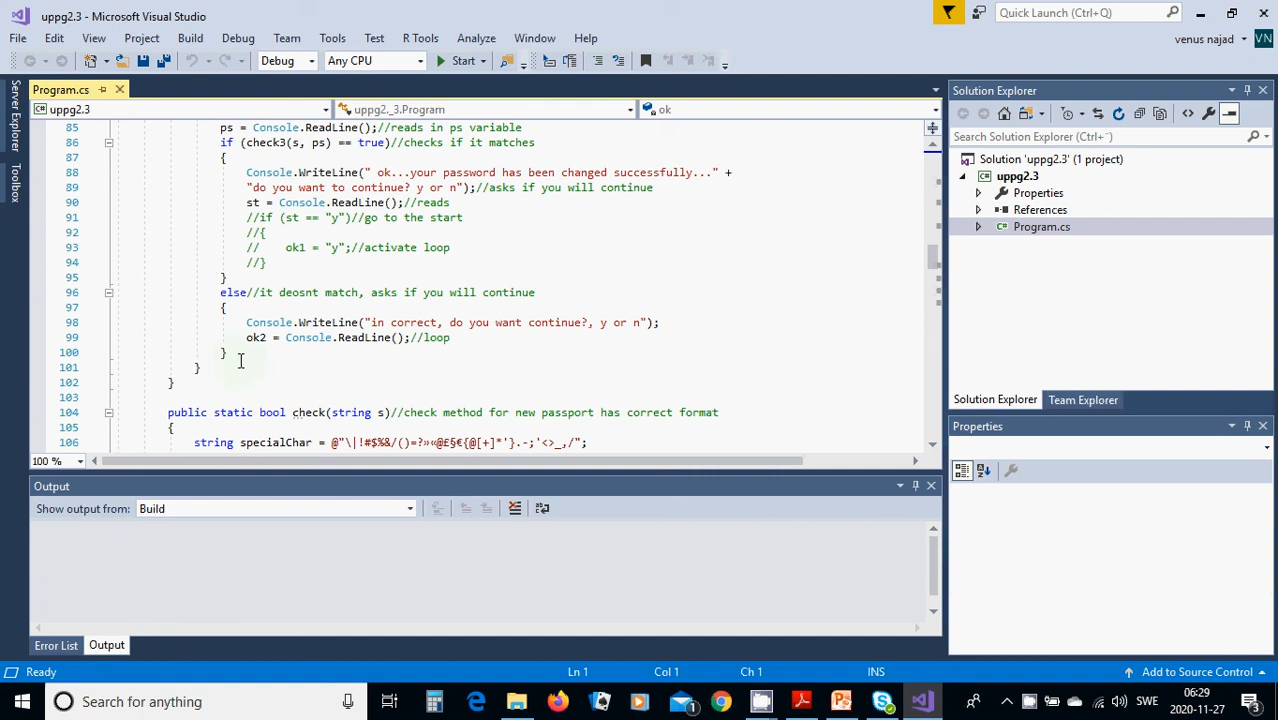 uppg2.3 - Microsoft Visual Studio
Quick Launch (Ctrl+Q)
File Edit View Project Build Debug Team Tools Test R Tools Analyze Window Help
venus najad VN
Debug Any CPU Start
Server Explorer
Toolbox
Program.cs
uppg2.3 uppg2._3.Program ok
85 ps = Console.ReadLine();//reads in ps variable
86 if (check3(s, ps) == true)//checks if it matches
87 {
88 Console.WriteLine(" ok...your password has been changed successfully..." +
89 "do you want to continue? y or n");//asks if you will continue
90 st = Console.ReadLine();//reads
91 //if (st == "y")//go to the start
92 //{
93 // ok1 = "y";//activate loop
94 //}
95 }
96 else//it deosnt match, asks if you will continue
97 {
98 Console.WriteLine("in correct, do you want continue?, y or n");
99 ok2 = Console.ReadLine();//loop
100 }
101 }
102 }
103
104 public static bool check(string s)//check method for new passport has correct format
105 {
106 string specialChar = @"\|!#$%&/()=?»«@£§€{@[+]*'}.-;'<>_,/";
100 %
Solution Explorer
Search Solution Explorer (Ctrl+¨)
Solution 'uppg2.3' (1 project)
uppg2.3
Properties
References
Program.cs
Solution Explorer Team Explorer
Properties
Output
Show output from: Build
Error List Output
Ready Ln 1 Col 1 Ch 1 INS Add to Source Control
Search for anything
1
SWE
06:29
2020-11-27
3